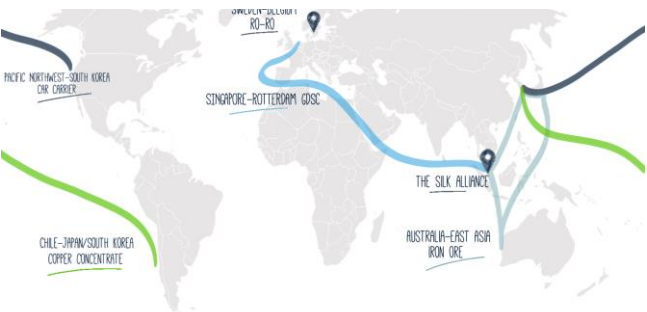 SWEDEN-BELGIUM
RO-RO
PACIFIC NORTHWEST-SOUTH KOREA
CAR CARRIER
SINGAPORE-ROTTERDAM GDSC
THE SILK ALLIANCE
CHILE-JAPAN/SOUTH KOREA
COPPER CONCENTRATE
AUSTRALIA-EAST ASIA
IRON ORE